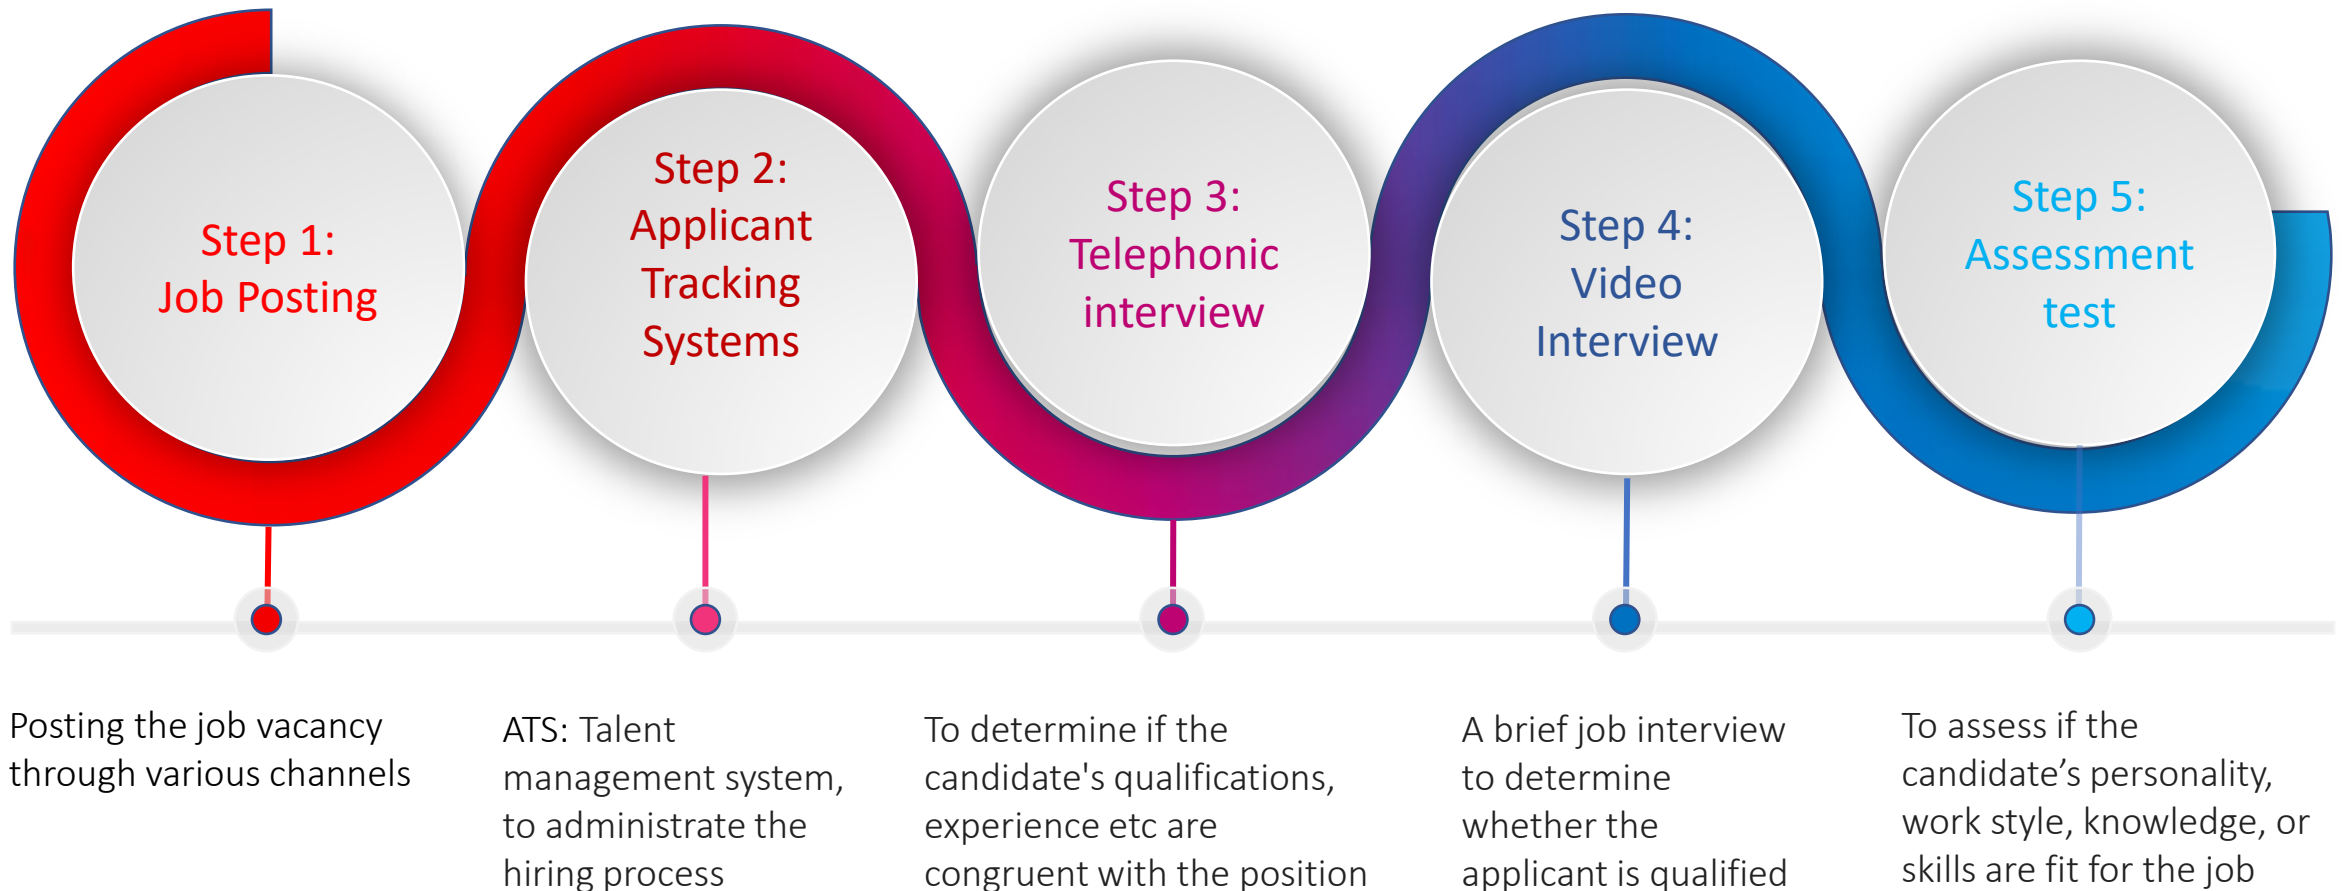 Step 1:
Job Posting
Step 2:
Applicant
Tracking
Systems
Step 3:
Telephonic
interview
Step 4:
Video
Interview
Step 5:
Assessment
test
Posting the job vacancy
through various channels
ATS: Talent
management system,
to administrate the
hiring process
To determine if the
candidate's qualifications,
experience etc are
congruent with the position
A brief job interview
to determine
whether the
applicant is qualified
To assess if the
candidate’s personality,
work style, knowledge, or
skills are fit for the job